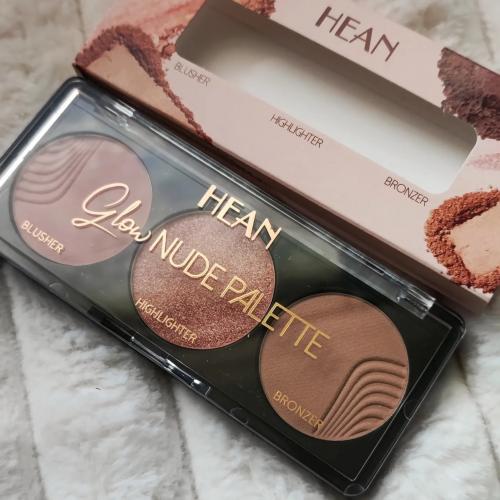 HEAN
BLUSHER
HIGHLIGHTER
BRONZER
HEAN
Glow NUDE PALETTE
BLUSHER
HIGHLIGHTER
BRONZER